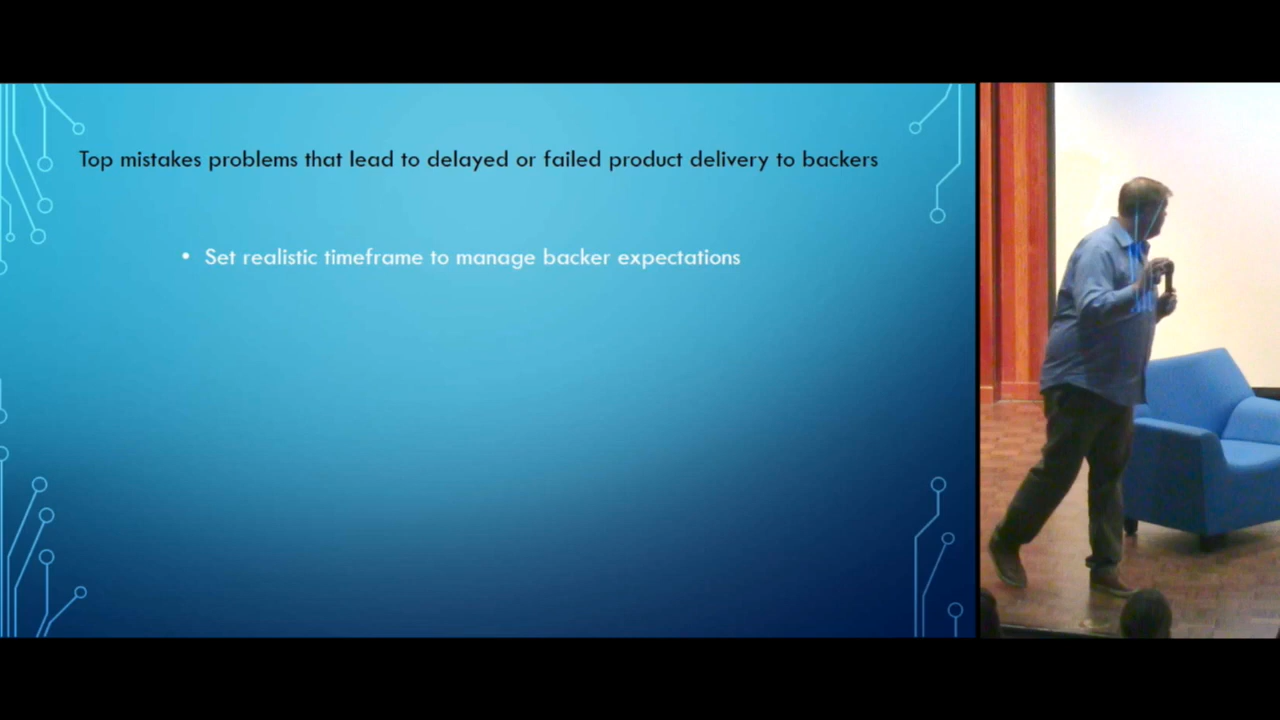 Top mistakes problems that lead to delayed or failed product delivery to backers
• Set realistic timeframe to manage backer expectations